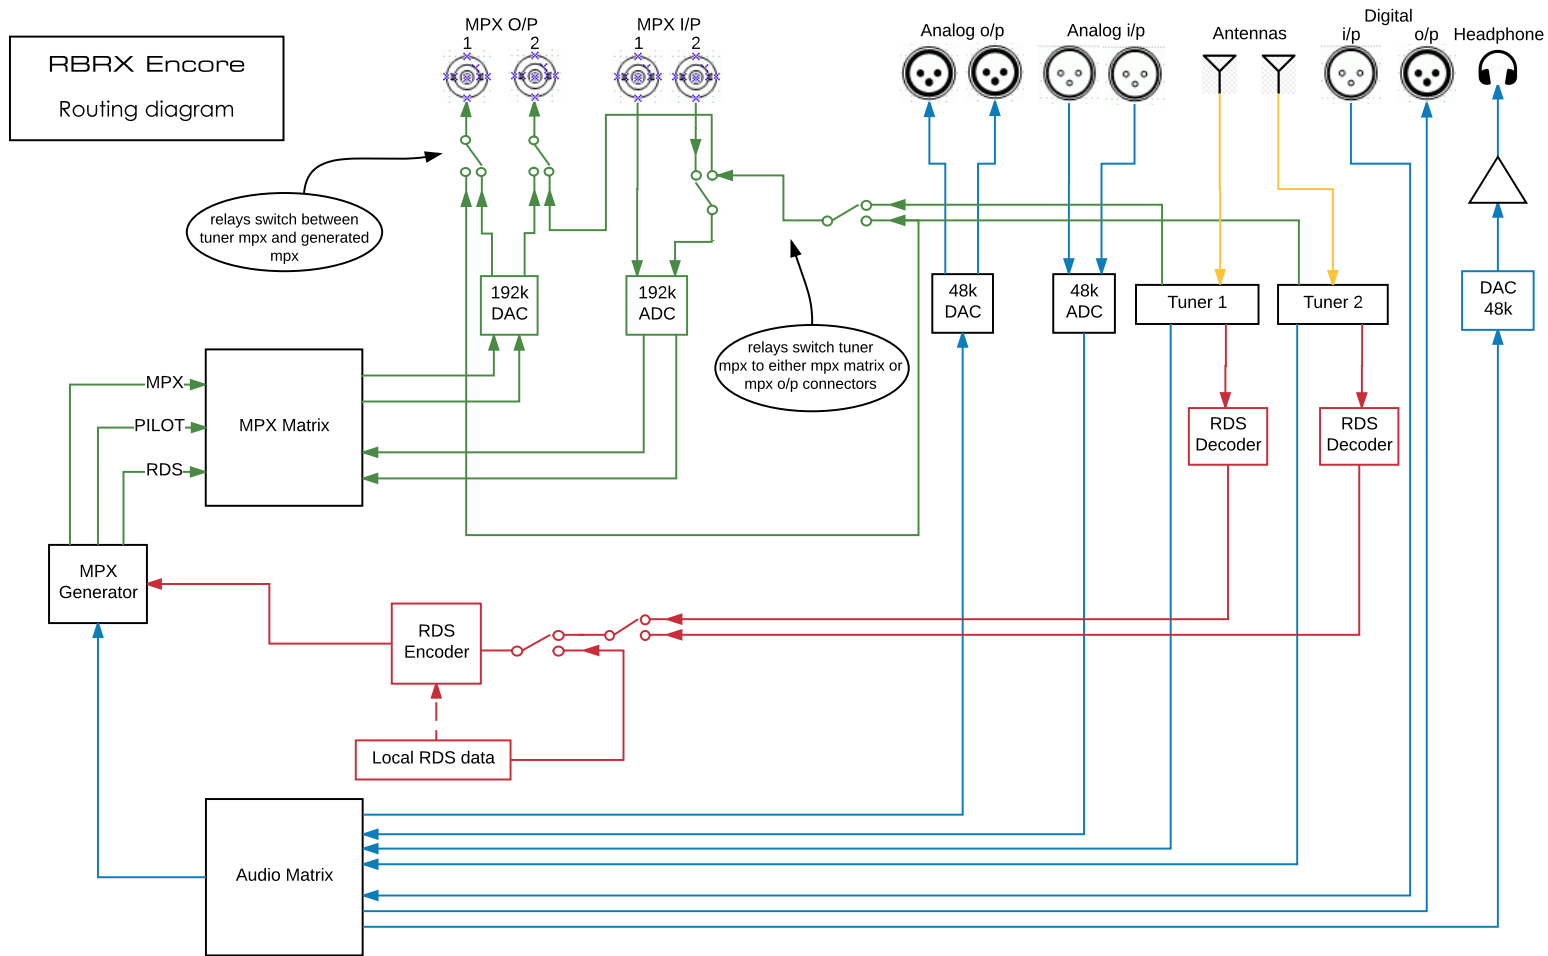 RBRX Encore
Routing diagram
MPX O/P
1
2
MPX I/P
1
2
Analog o/p
Analog i/p
Antennas
Digital
i/p
o/p
Headphone
relays switch between
tuner mpx and generated
mpx
192k
DAC
192k
ADC
relays switch tuner
mpx to either mpx matrix or
mpx o/p connectors
48k
DAC
48k
ADC
Tuner 1
Tuner 2
DAC
48k
MPX
PILOT
RDS
MPX Matrix
RDS
Decoder
RDS
Decoder
MPX
Generator
RDS
Encoder
Local RDS data
Audio Matrix